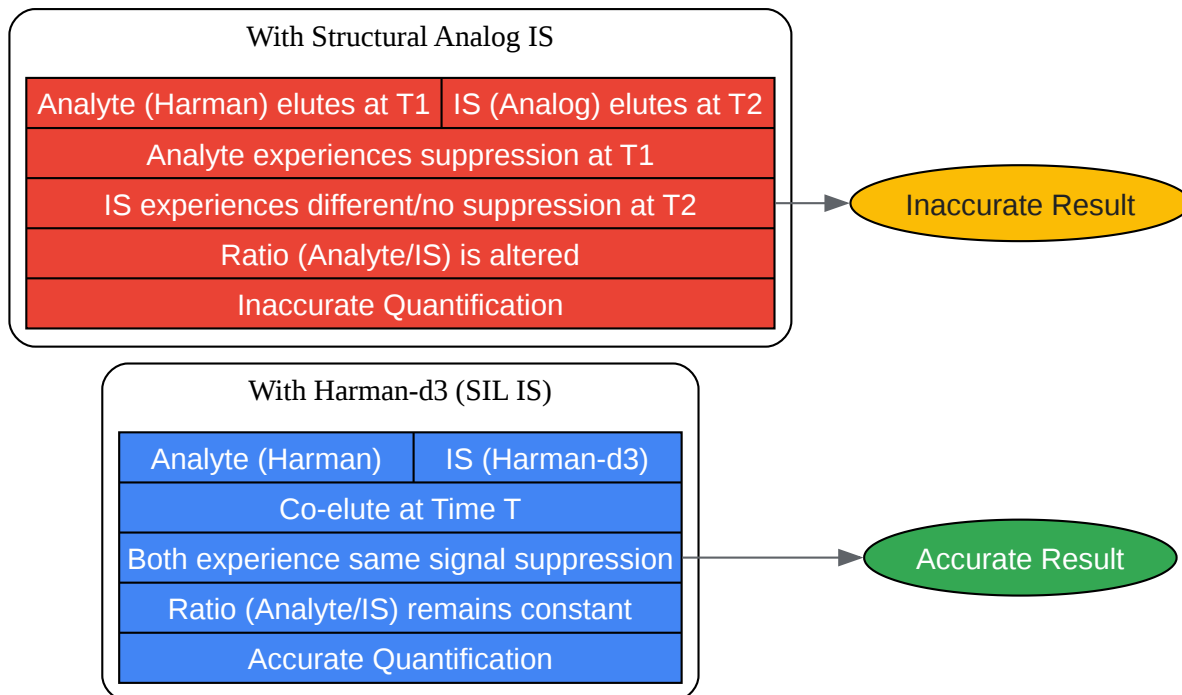 With Structural Analog IS
Analyte (Harman) elutes at T1
IS (Analog) elutes at T2
Analyte experiences suppression at T1
IS experiences different/no suppression at T2
Ratio (Analyte/IS) is altered
Inaccurate Quantification
Inaccurate Result
With Harman-d3 (SIL IS)
Analyte (Harman)
IS (Harman-d3)
Co-elute at Time T
Both experience same signal suppression
Ratio (Analyte/IS) remains constant
Accurate Quantification
Accurate Result